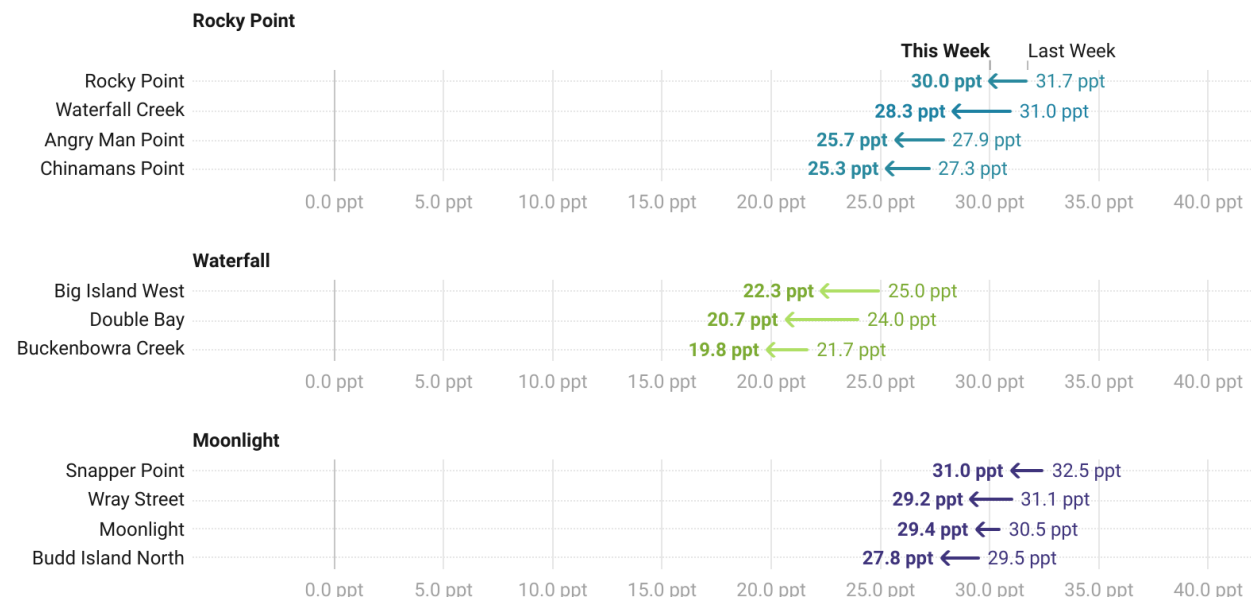 Rocky Point
This Week Last Week
Rocky Point 30.0 ppt 31.7 ppt
Waterfall Creek 28.3 ppt 31.0 ppt
Angry Man Point 25.7 ppt 27.9 ppt
Chinamans Point 25.3 ppt 27.3 ppt
0.0 ppt 5.0 ppt 10.0 ppt 15.0 ppt 20.0 ppt 25.0 ppt 30.0 ppt 35.0 ppt 40.0 ppt
Waterfall
Big Island West 22.3 ppt 25.0 ppt
Double Bay 20.7 ppt 24.0 ppt
Buckenbowra Creek 19.8 ppt 21.7 ppt
0.0 ppt 5.0 ppt 10.0 ppt 15.0 ppt 20.0 ppt 25.0 ppt 30.0 ppt 35.0 ppt 40.0 ppt
Moonlight
Snapper Point 31.0 ppt 32.5 ppt
Wray Street 29.2 ppt 31.1 ppt
Moonlight 29.4 ppt 30.5 ppt
Budd Island North 27.8 ppt 29.5 ppt
0.0 ppt 5.0 ppt 10.0 ppt 15.0 ppt 20.0 ppt 25.0 ppt 30.0 ppt 35.0 ppt 40.0 ppt